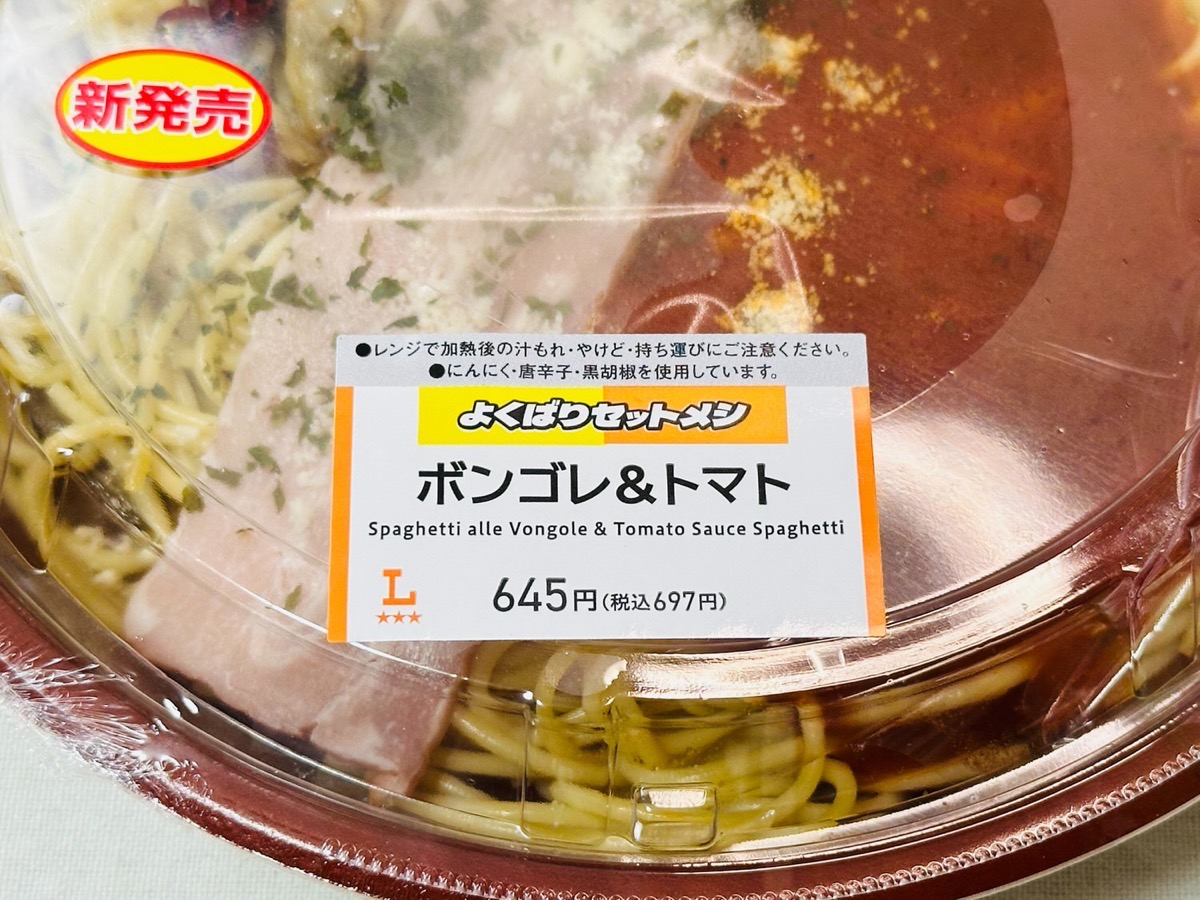 新発売
●レンジで加熱後の汁もれ・やけど・持ち運びにご注意ください。
●にんにく・唐辛子・黒胡椒を使用しています。
よくばりセットメシ
ボンゴレ&トマト
Spaghetti alle Vongole & Tomato Sauce Spaghetti
L
★★★
645円(税込697円)